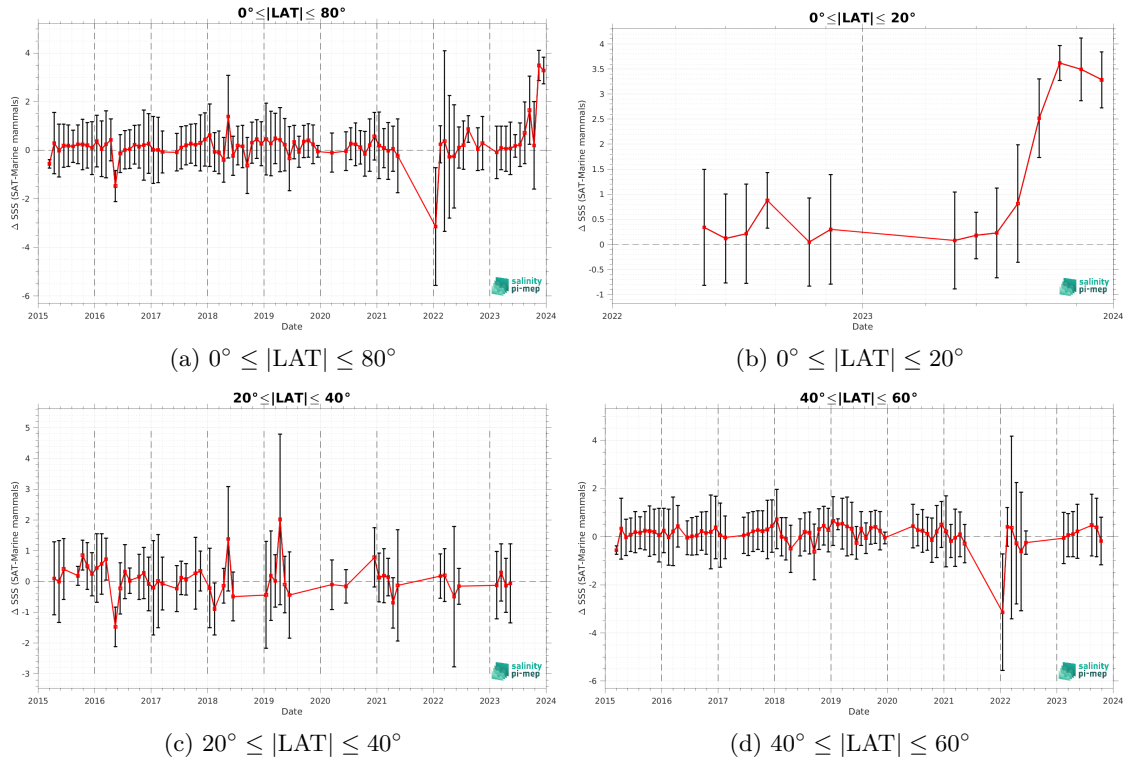 0°≤|LAT|≤ 80°
Δ SSS (SAT-Marine mammals)
4
2
0
-2
-4
-6
2015 2016 2017 2018 2019 2020 2021 2022 2023 2024
Date
salinity
pi-mep
(a) 0° ≤ |LAT| ≤ 80°
0°≤|LAT|≤ 20°
Δ SSS (SAT-Marine mammals)
4
3.5
3
2.5
2
1.5
1
0.5
0
-0.5
-1
2022 2023 2024
Date
salinity
pi-mep
(b) 0° ≤ |LAT| ≤ 20°
20°≤|LAT|≤ 40°
Δ SSS (SAT-Marine mammals)
5
4
3
2
1
0
-1
-2
-3
2015 2016 2017 2018 2019 2020 2021 2022 2023 2024
Date
salinity
pi-mep
(c) 20° ≤ |LAT| ≤ 40°
40°≤|LAT|≤ 60°
Δ SSS (SAT-Marine mammals)
4
2
0
-2
-4
-6
2015 2016 2017 2018 2019 2020 2021 2022 2023 2024
Date
salinity
pi-mep
(d) 40° ≤ |LAT| ≤ 60°